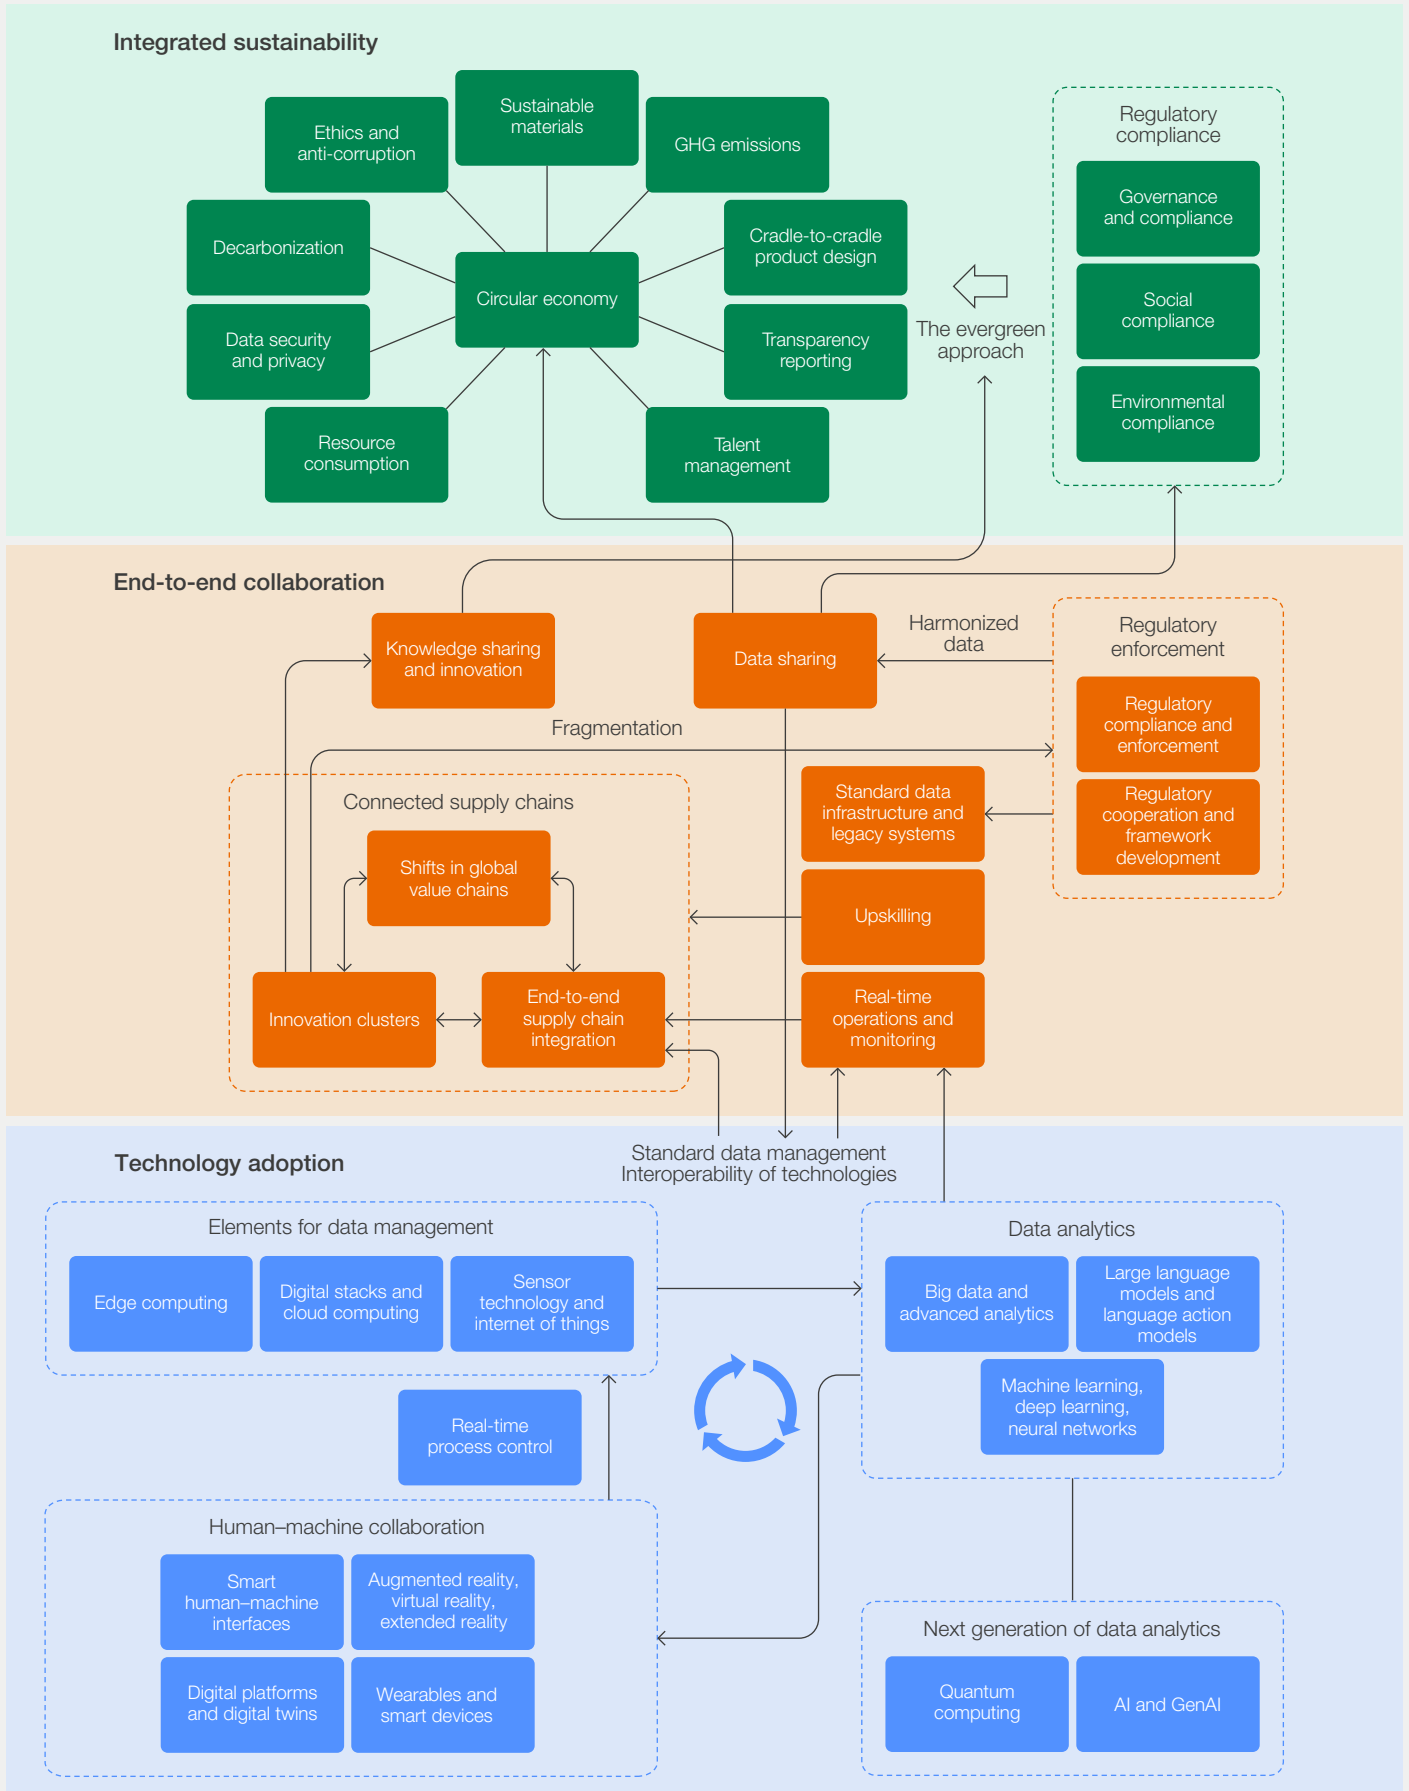 Integrated sustainability
Sustainable
materials
Ethics and
anti-corruption
GHG emissions
Decarbonization
Cradle-to-cradle
product design
Circular economy
Data security
and privacy
Transparency
reporting
Resource
consumption
Talent
management
The evergreen
approach
Regulatory
compliance
Governance
and compliance
Social
compliance
Environmental
compliance
End-to-end collaboration
Knowledge sharing
and innovation
Data sharing
Harmonized
data
Regulatory
enforcement
Regulatory
compliance and
enforcement
Regulatory
cooperation and
framework
development
Fragmentation
Connected supply chains
Shifts in global
value chains
Innovation clusters
End-to-end
supply chain
integration
Standard data
infrastructure and
legacy systems
Upskilling
Real-time
operations and
monitoring
Technology adoption
Standard data management
Interoperability of technologies
Elements for data management
Edge computing
Digital stacks and
cloud computing
Sensor
technology and
internet of things
Data analytics
Big data and
advanced analytics
Large language
models and
language action
models
Machine learning,
deep learning,
neural networks
Real-time
process control
Human–machine collaboration
Smart
human–machine
interfaces
Augmented reality,
virtual reality,
extended reality
Digital platforms
and digital twins
Wearables and
smart devices
Next generation of data analytics
Quantum
computing
AI and GenAI